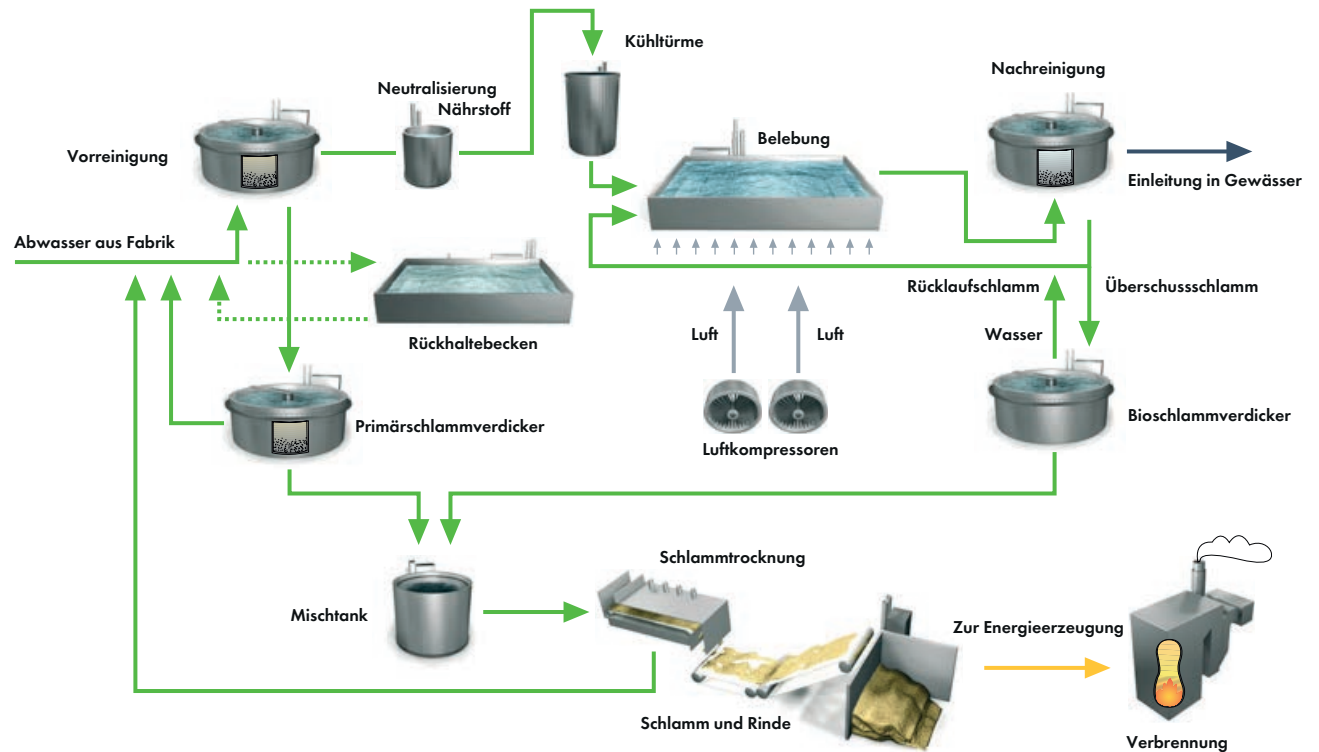 Kühltürme
Nachreinigung
Neutralisierung
Nährstoff
Belebung
Vorreinigung
Einleitung in Gewässer
Abwasser aus Fabrik
Rücklaufschlamm
Überschussschlamm
Luft
Luft
Wasser
Rückhaltebecken
Primärschlammverdicker
Bioschlammverdicker
Luftkompressoren
Schlammtrocknung
Mischtank
Zur Energieerzeugung
Schlamm und Rinde
Verbrennung